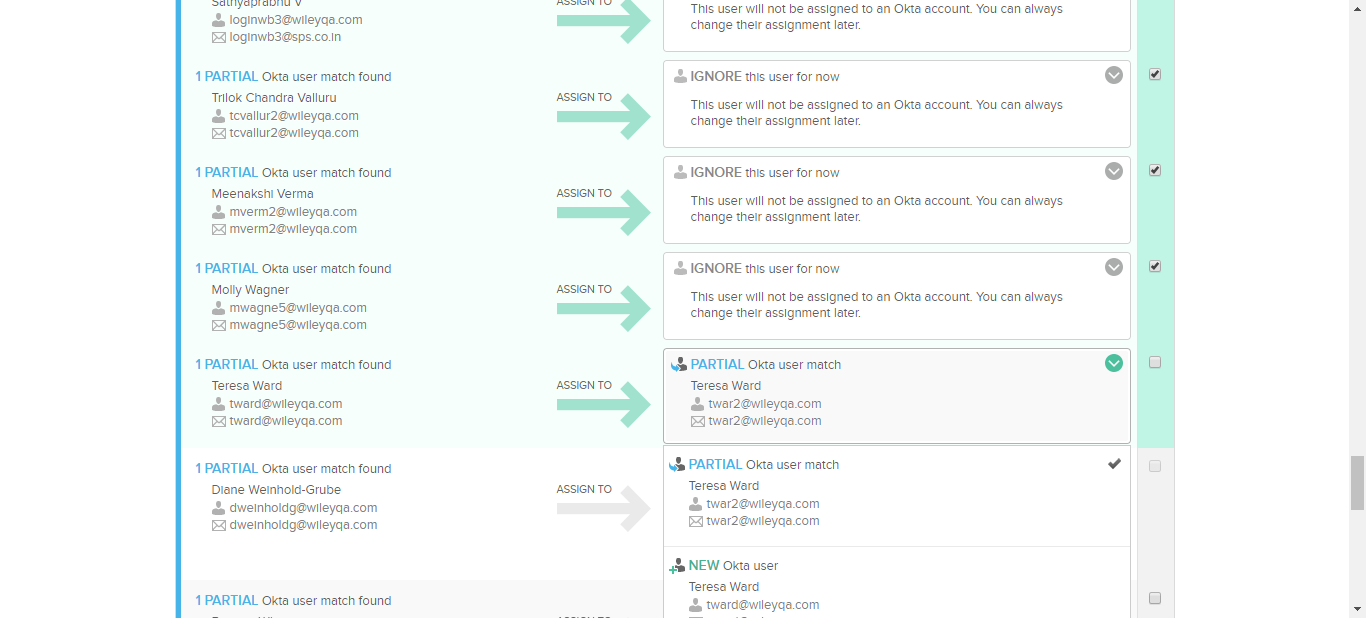 Sathyaprabhu V
loginwb3@wileyqa.com
loginwb3@sps.co.in
ASSIGN TO
This user will not be assigned to an Okta account. You can always
change their assignment later.
1 PARTIAL Okta user match found
Trilok Chandra Valluru
tcvallur2@wileyqa.com
tcvallur2@wileyqa.com
ASSIGN TO
IGNORE this user for now
This user will not be assigned to an Okta account. You can always
change their assignment later.
1 PARTIAL Okta user match found
Meenakshi Verma
mverm2@wileyqa.com
mverm2@wileyqa.com
ASSIGN TO
IGNORE this user for now
This user will not be assigned to an Okta account. You can always
change their assignment later.
1 PARTIAL Okta user match found
Molly Wagner
mwagne5@wileyqa.com
mwagne5@wileyqa.com
ASSIGN TO
IGNORE this user for now
This user will not be assigned to an Okta account. You can always
change their assignment later.
1 PARTIAL Okta user match found
Teresa Ward
tward@wileyqa.com
tward@wileyqa.com
ASSIGN TO
PARTIAL Okta user match
Teresa Ward
twar2@wileyqa.com
twar2@wileyqa.com
1 PARTIAL Okta user match found
Diane Weinhold-Grube
dweinholdg@wileyqa.com
dweinholdg@wileyqa.com
ASSIGN TO
PARTIAL Okta user match
Teresa Ward
twar2@wileyqa.com
twar2@wileyqa.com
NEW Okta user
Teresa Ward
tward@wileyqa.com
1 PARTIAL Okta user match found
ASSIGN TO